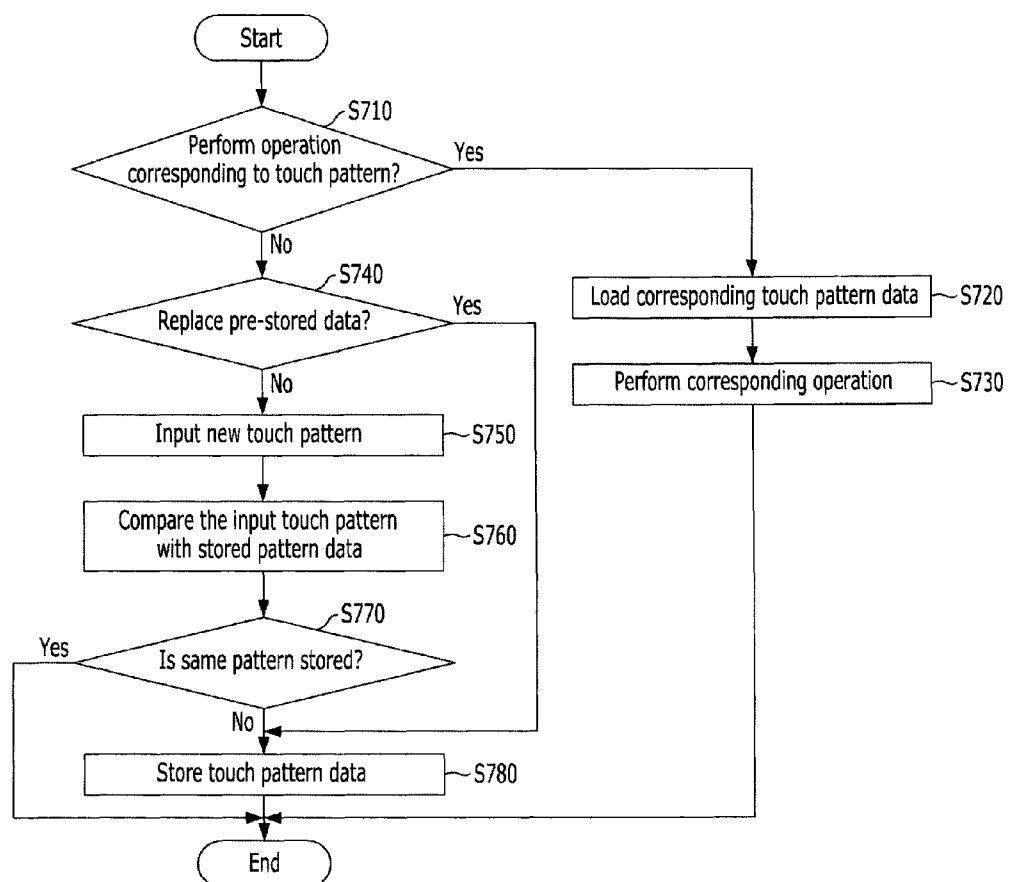 Start
S710
Perform operation
corresponding to touch pattern?
Yes
No
S740
Replace pre-stored data?
Yes
No
Load corresponding touch pattern data
S720
Perform corresponding operation
S730
Input new touch pattern
S750
Compare the input touch pattern
with stored pattern data
S760
S770
Is same pattern stored?
Yes
No
Store touch pattern data
S780
End